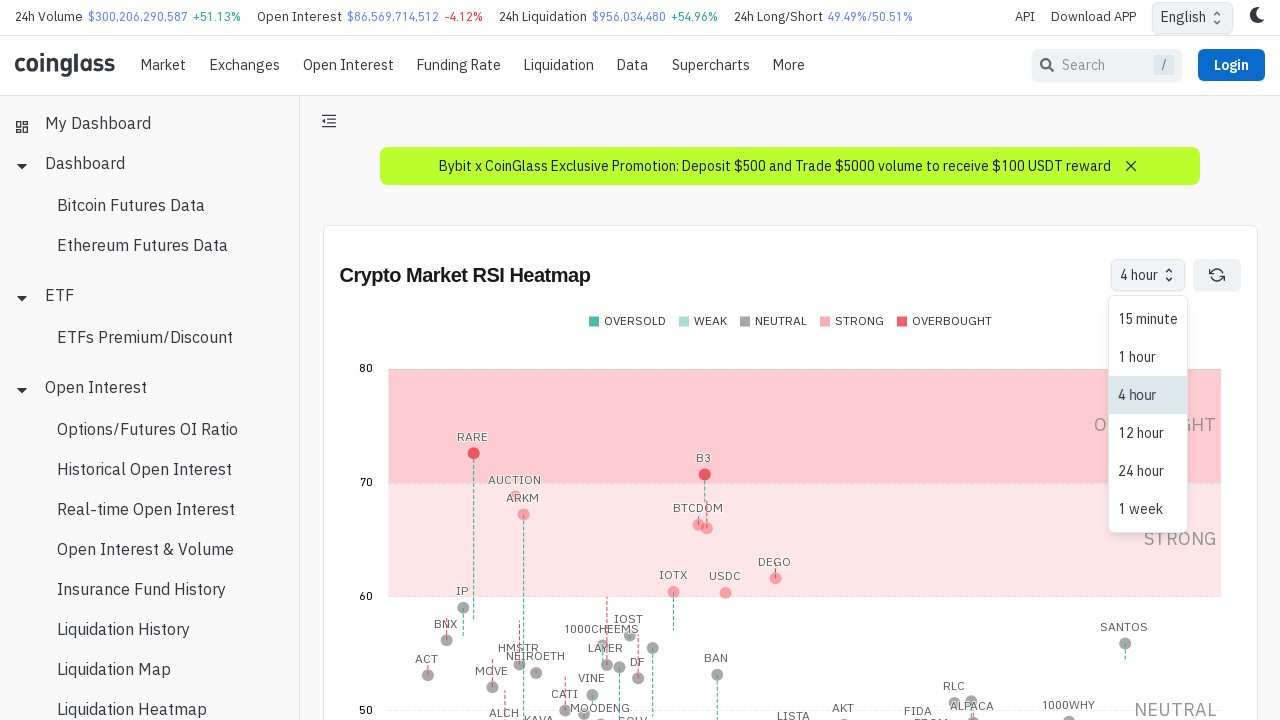 24h Volume $300,206,290,587 +51.13% Open Interest $86,569,714,512 -4.12% 24h Liquidation $956,034,480 +54.96% 24h Long/Short 49.49%/50.51% API Download APP English
coinglass Market Exchanges Open Interest Funding Rate Liquidation Data Supercharts More Search / Login
My Dashboard
Dashboard
Bitcoin Futures Data
Ethereum Futures Data
ETF
ETFs Premium/Discount
Open Interest
Options/Futures OI Ratio
Historical Open Interest
Real-time Open Interest
Open Interest & Volume
Insurance Fund History
Liquidation History
Liquidation Map
Liquidation Heatmap
Bybit x CoinGlass Exclusive Promotion: Deposit $500 and Trade $5000 volume to receive $100 USDT reward
Crypto Market RSI Heatmap
4 hour
15 minute
1 hour
4 hour
12 hour
24 hour
1 week
OVERSOLD WEAK NEUTRAL STRONG OVERBOUGHT
80
RARE
B3
70
AUCTION
ARKM
BTCDOM
STRONG
DEGO
IOTX
USDC
60
IP
BNX
IOST
1000CHEEMS
SANTOS
HMSTR
LAYER
NEIROETH
ACT
DF
BAN
MOVE
VINE
RLC
CATI
1000WHY
ALPACA
MOODENG
AKT
50
NEUTRAL
ALCH
FIDA
LISTA
KAVA